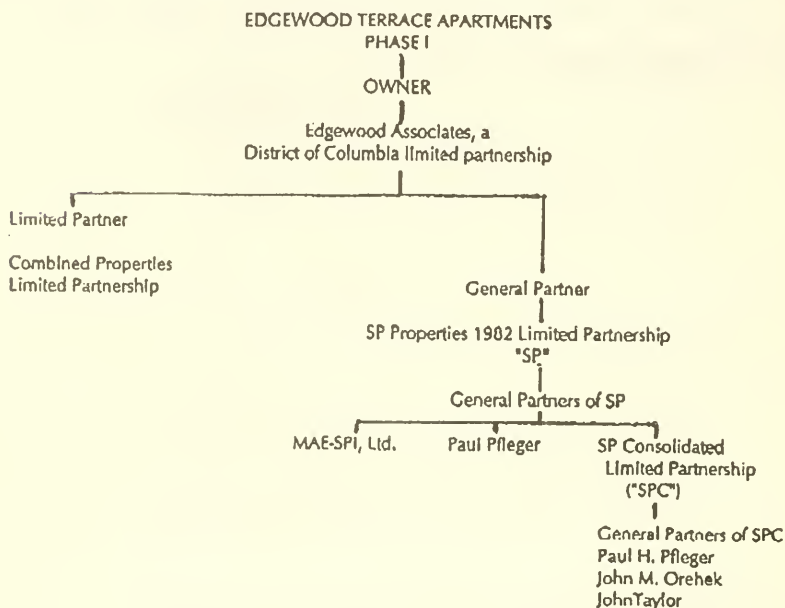 EDGEWOOD TERRACE APARTMENTS
PHASE I
OWNER
Edgewood Associates, a
District of Columbia limited partnership
Limited Partner
Combined Properties
Limited Partnership
General Partner
SP Properties 1982 Limited Partnership
"SP"
General Partners of SP
MAE-SPI, Ltd.
Paul Pfleger
SP Consolidated
Limited Partnership
("SPC")
General Partners of SPC
Paul H. Pfleger
John M. Orehek
JohnTaylor